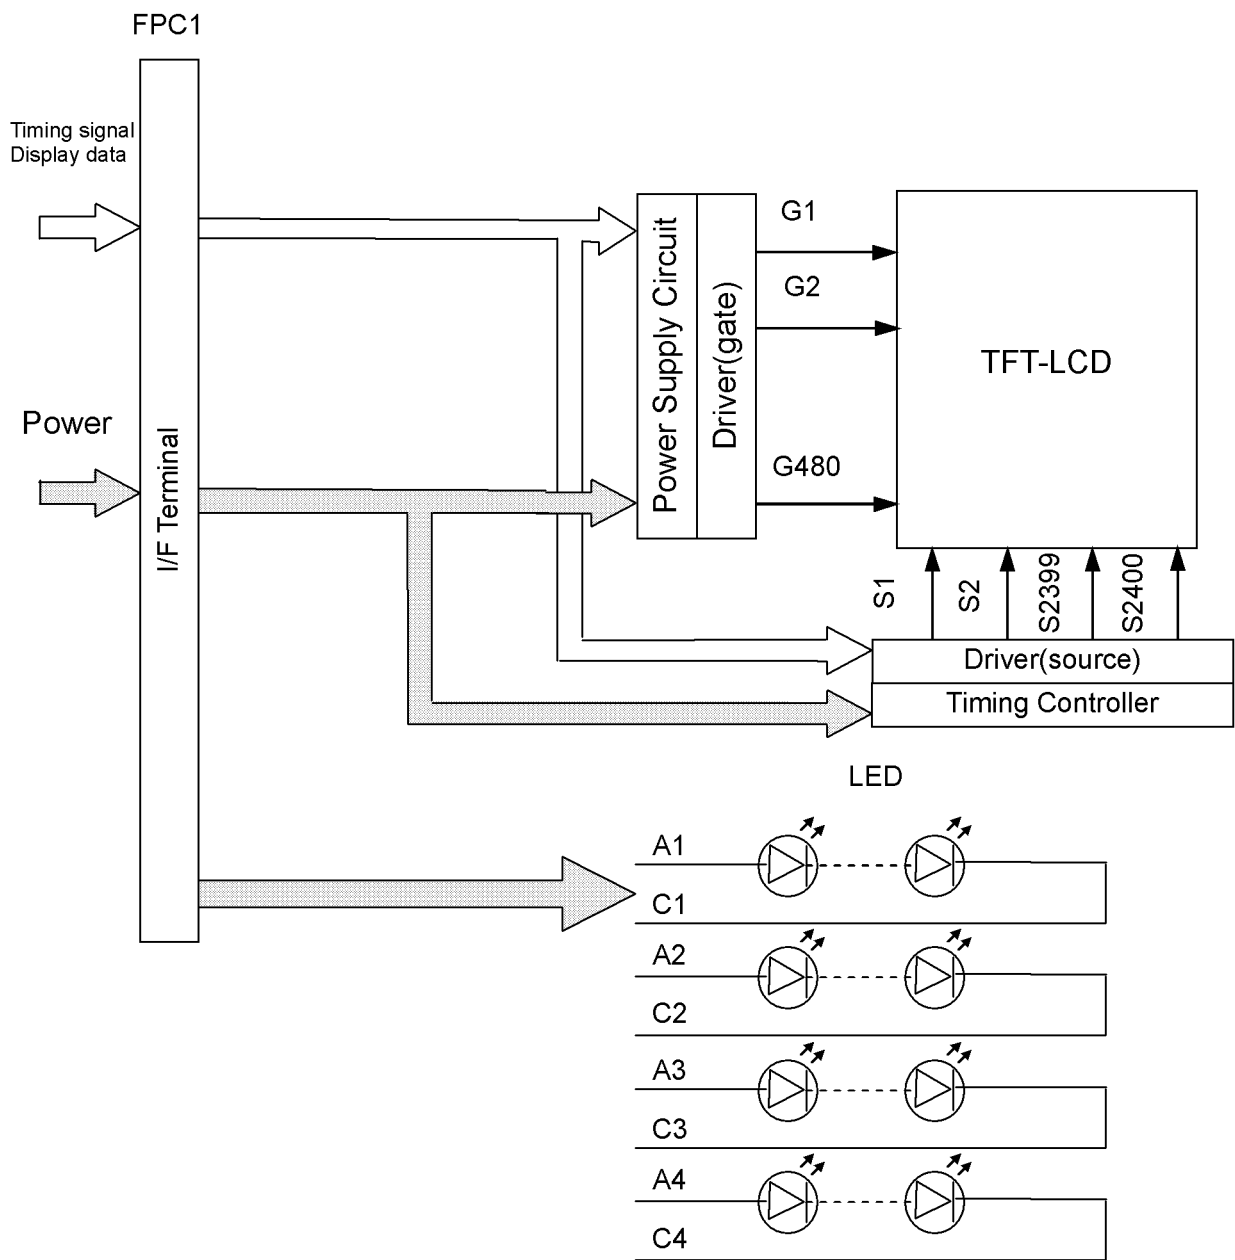 FPC1
Timing signal
Display data
Power
I/F Terminal
Power Supply Circuit
Driver(gate)
G1
G2
G480
TFT-LCD
S1
S2
S2399
S2400
Driver(source)
Timing Controller
LED
A1
C1
A2
C2
A3
C3
A4
C4